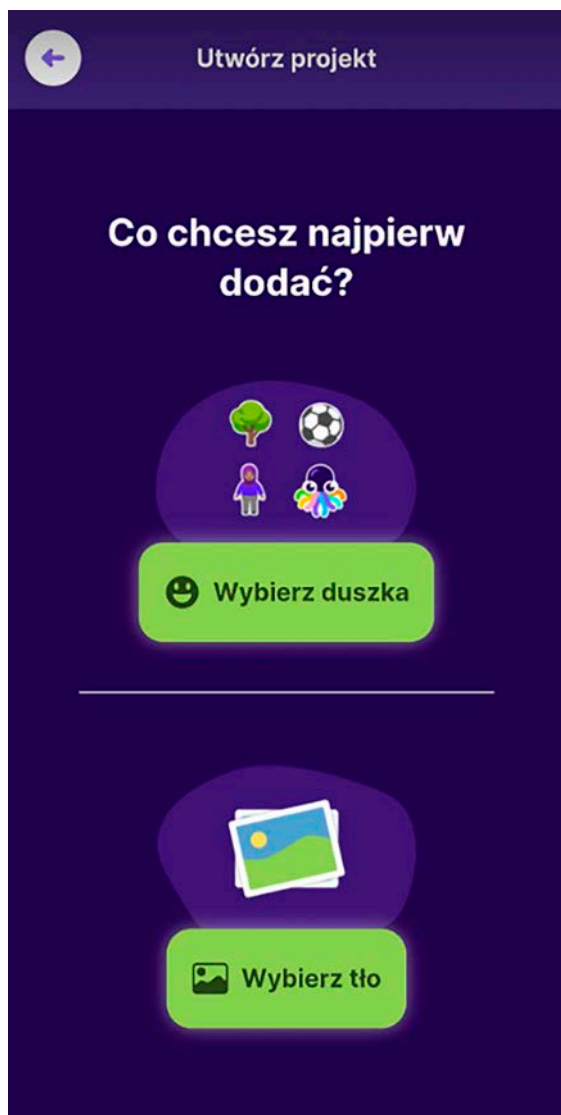 Utwórz projekt
Co chcesz najpierw
dodać?
Wybierz duszka
Wybierz tło